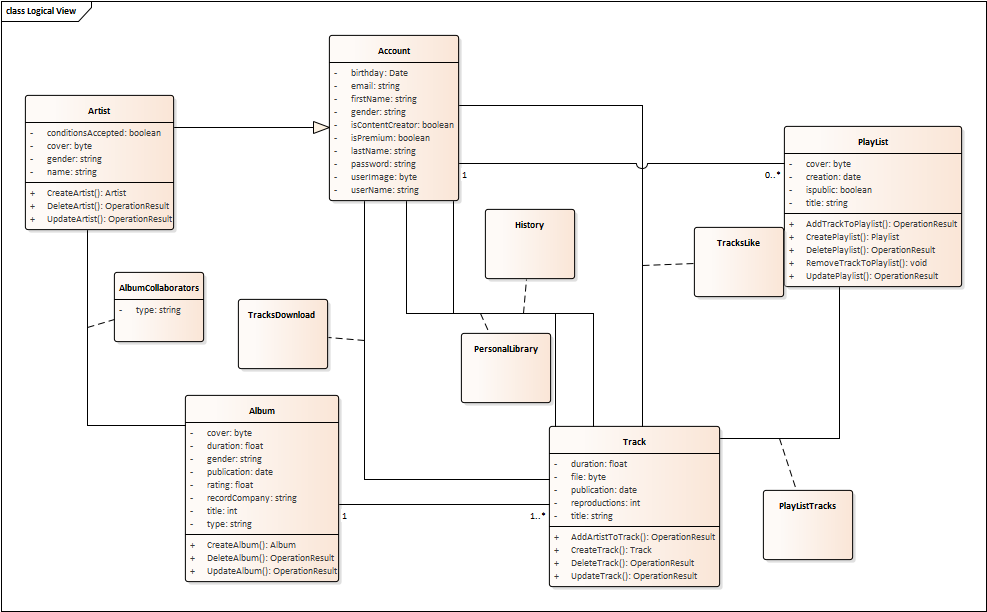 class Logical View
Account
- birthday: Date
- email: string
- firstName: string
- gender: string
- isContentCreator: boolean
- isPremium: boolean
- lastName: string
- password: string
- userImage: byte
- userName: string
Artist
- conditionsAccepted: boolean
- cover: byte
- gender: string
- name: string
+ CreateArtist(): Artist
+ DeleteArtist(): OperationResult
+ UpdateArtist(): OperationResult
PlayList
- cover: byte
- creation: date
- ispublic: boolean
- title: string
+ AddTrackToPlaylist(): OperationResult
+ CreatePlaylist(): Playlist
+ DeletePlaylist(): OperationResult
+ RemoveTrackToPlaylist(): void
+ UpdatePlaylist(): OperationResult
1
0..*
History
TracksLike
AlbumCollaborators
- type: string
TracksDownload
PersonalLibrary
Album
- cover: byte
- duration: float
- gender: string
- publication: date
- rating: float
- recordCompany: string
- title: int
- type: string
+ CreateAlbum(): Album
+ DeleteAlbum(): OperationResult
+ UpdateAlbum(): OperationResult
1
1..*
Track
- duration: float
- file: byte
- publication: date
- reproductions: int
- title: string
+ AddArtistToTrack(): OperationResult
+ CreateTrack(): Track
+ DeleteTrack(): OperationResult
+ UpdateTrack(): OperationResult
PlayListTracks